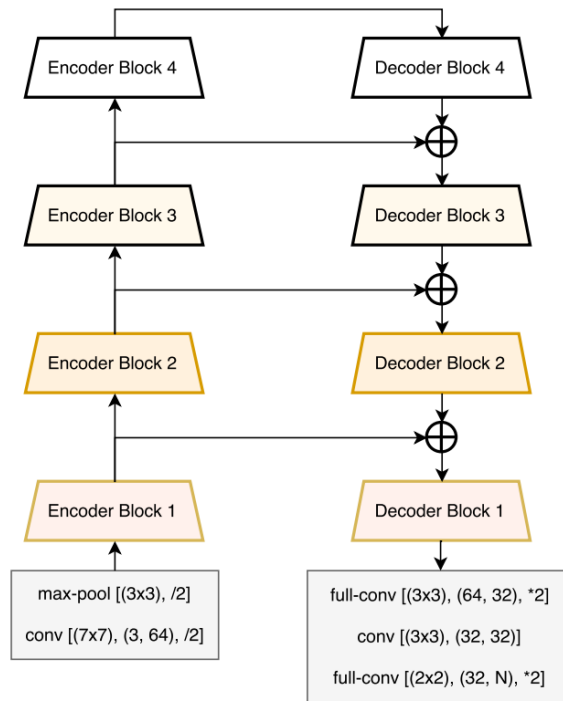 Encoder Block 4
Decoder Block 4
Encoder Block 3
Decoder Block 3
Encoder Block 2
Decoder Block 2
Encoder Block 1
Decoder Block 1
max-pool [(3x3), /2]
conv [(7x7), (3, 64), /2]
full-conv [(3x3), (64, 32), *2]
conv [(3x3), (32, 32)]
full-conv [(2x2), (32, N), *2]